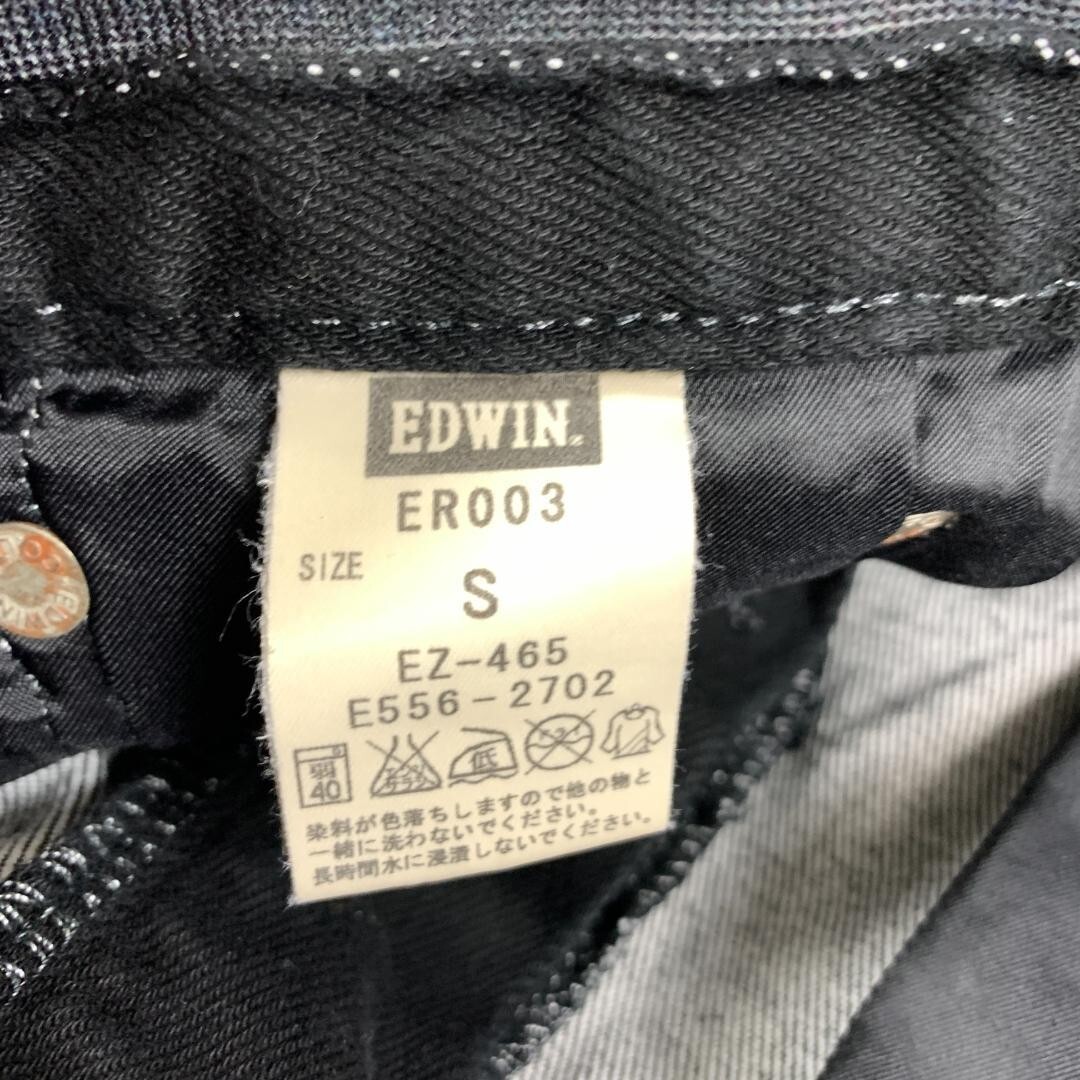 EDWIN.
ER003
SIZE
S
EZ-465
E556-2702
弱
40
低
染料が色落ちしますので他の物と
一緒に洗わないでください。
長時間水に浸漬しないでください。
EDWIN